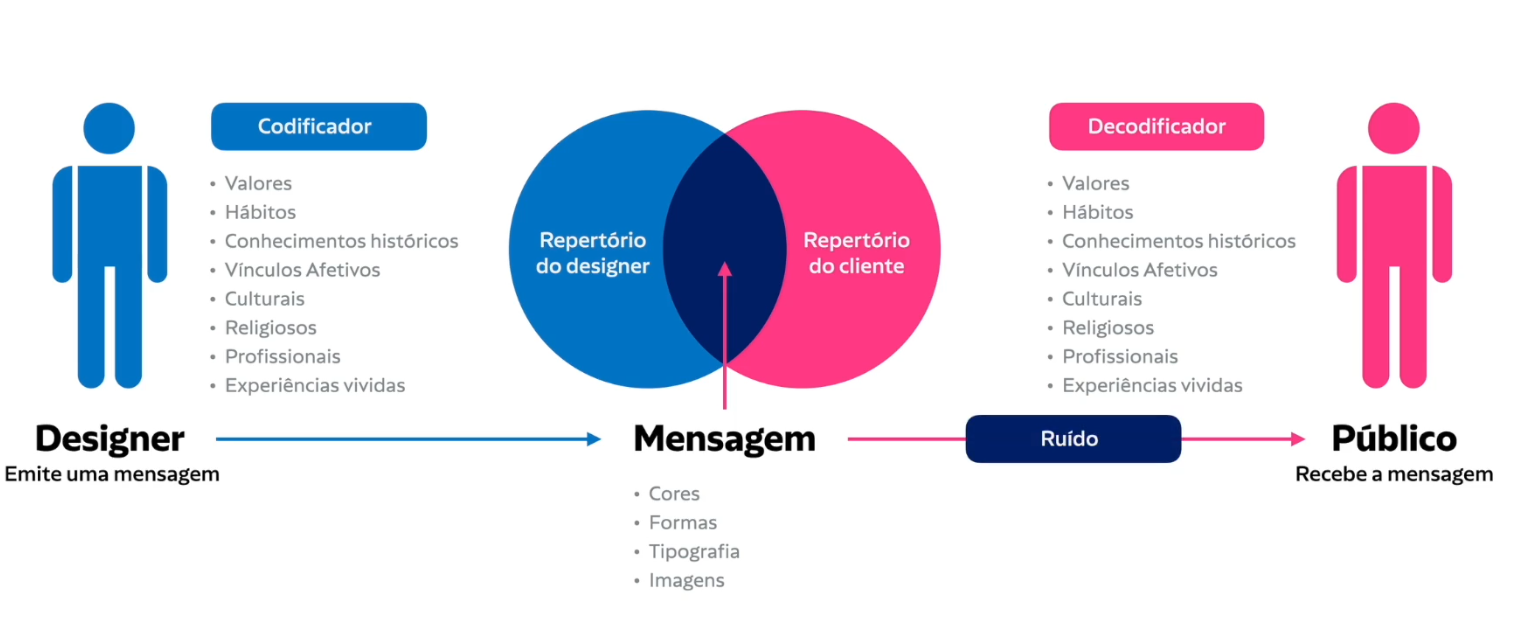 Codificador
• Valores
• Hábitos
• Conhecimentos históricos
• Vínculos Afetivos
• Culturais
• Religiosos
• Profissionais
• Experiências vividas
Designer
Emite uma mensagem
Repertório
do designer
Repertório
do cliente
Mensagem
• Cores
• Formas
• Tipografia
• Imagens
Ruído
Decodificador
• Valores
• Hábitos
• Conhecimentos históricos
• Vínculos Afetivos
• Culturais
• Religiosos
• Profissionais
• Experiências vividas
Público
Recebe a mensagem